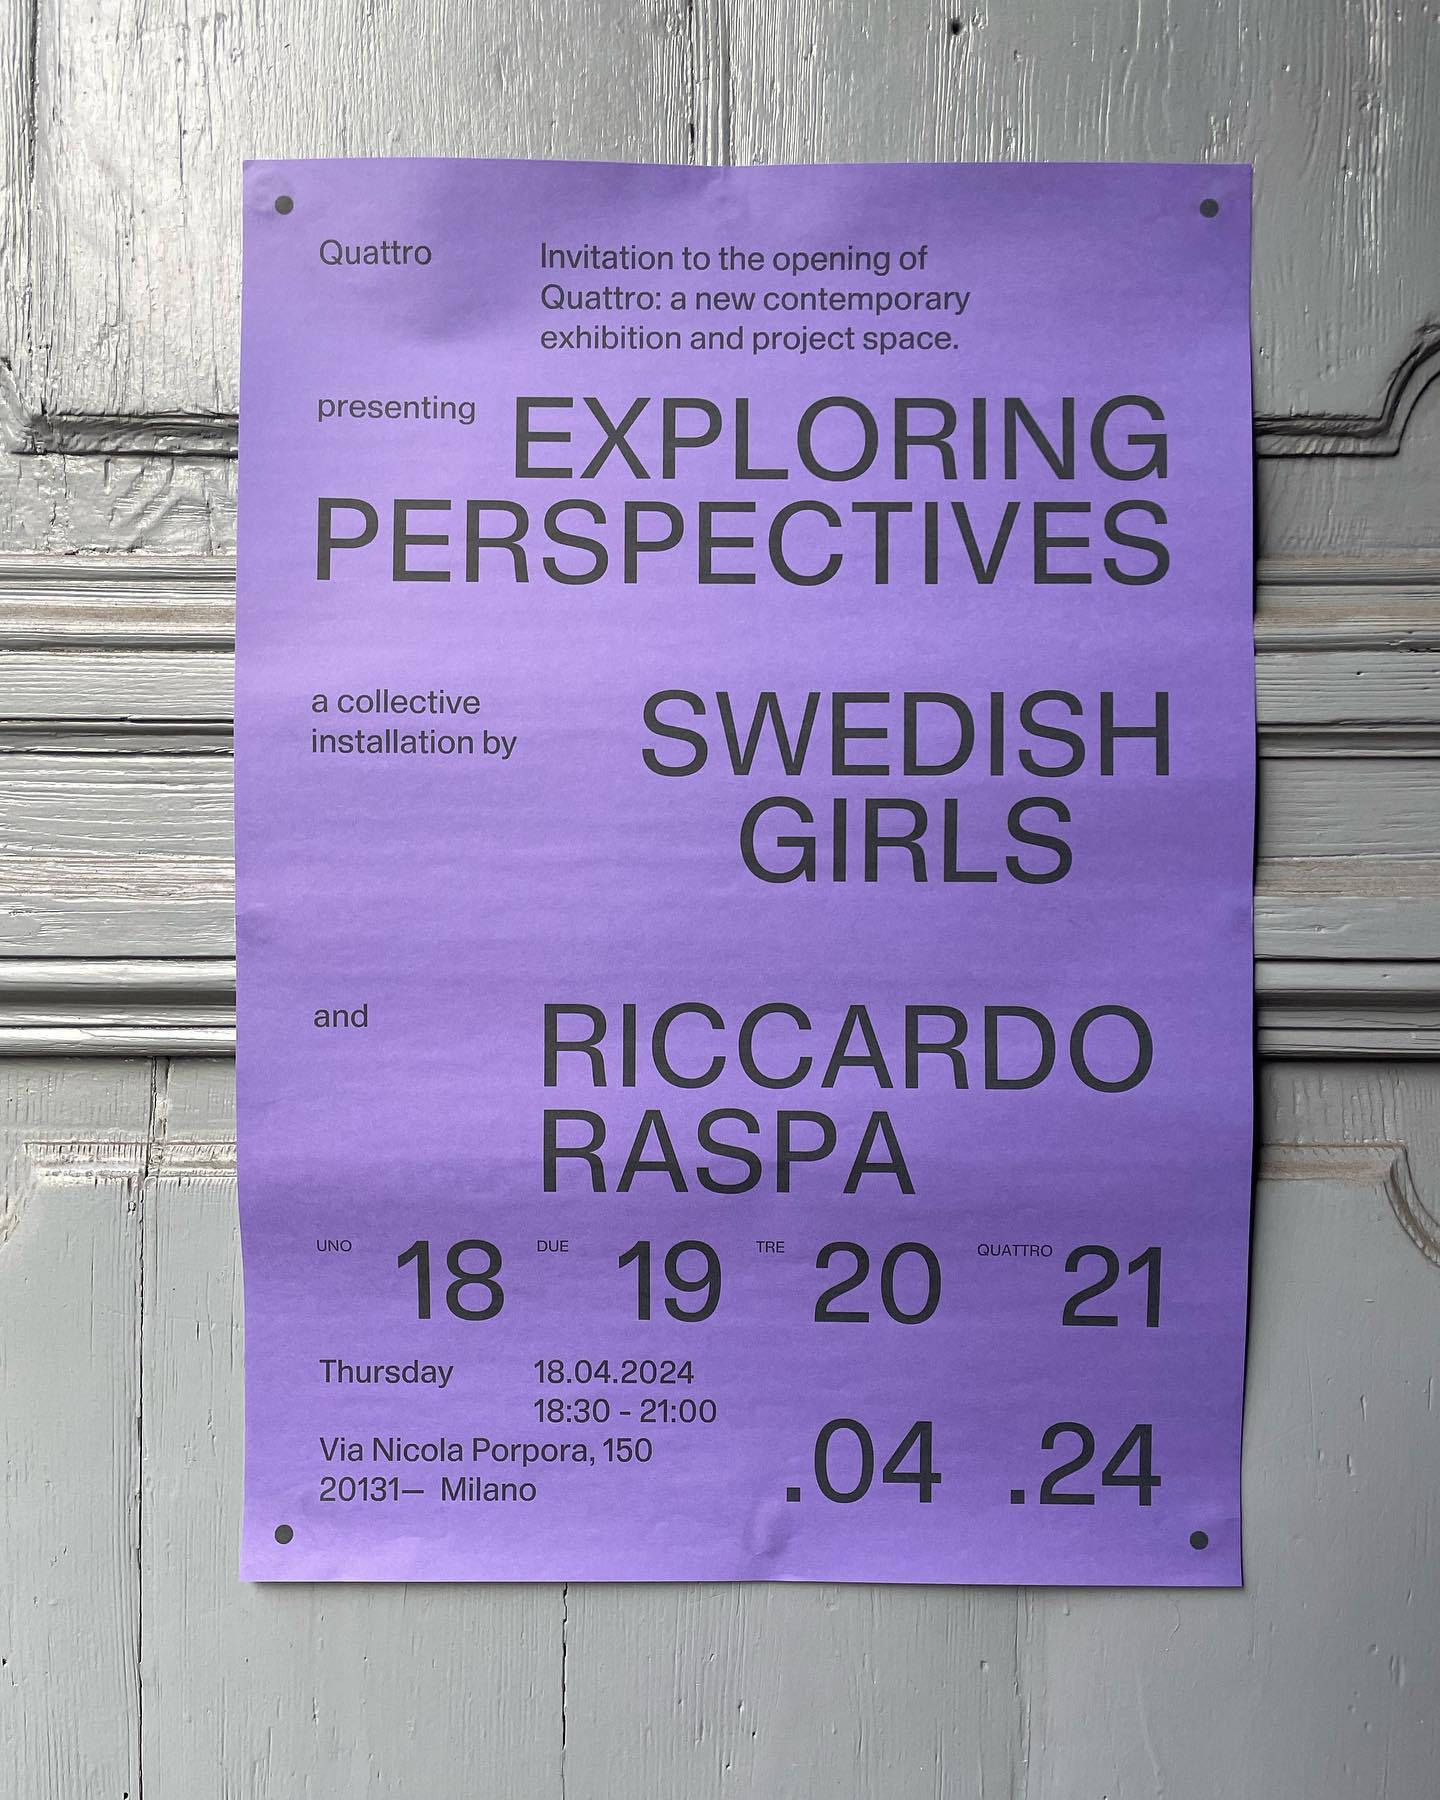 Quattro
Invitation to the opening of
Quattro: a new contemporary
exhibition and project space.
presenting EXPLORING
PERSPECTIVES
a collective
installation by
SWEDISH
GIRLS
and
RICCARDO
RASPA
UNO 18 DUE 19 TRE 20 QUATTRO 21
Thursday 18.04.2024
18:30 - 21:00
Via Nicola Porpora, 150
20131— Milano
.04 .24